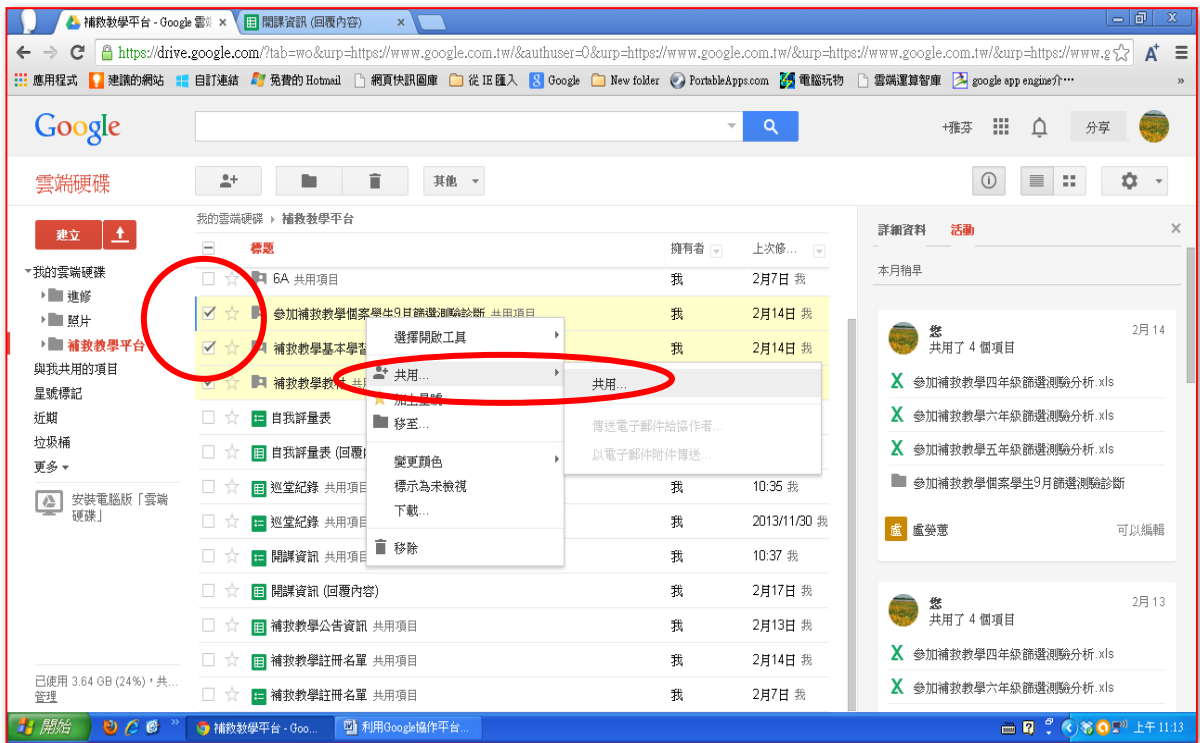 補救教學平台 - Google 雲端
開課資訊 (回覆內容)
https://drive.google.com/?tab=wo&urp=https://www.google.com.tw/&authuser=0&urp=https://www.google.com.tw/&urp=https://www.google.com.tw/&urp=https://www.g
應用程式 建議的網站 自訂連結 免費的 Hotmail 網頁快訊圖庫 從 IE 匯入 Google New folder PortableApps.com 電腦玩物 雲端運算智庫 google app engine介…
Google
+雅芬 分享
雲端硬碟
其他
建立
我的雲端硬碟
進修
照片
補救教學平台
與我共用的項目
星號標記
近期
垃圾桶
更多
安裝電腦版「雲端
硬碟」
已使用 3.64 GB (24%),共...
管理
我的雲端硬碟 補救教學平台
標題 擁有者 上次修...
6A 共用項目 我 2月7日 我
參加補救教學個案學生9月篩選測驗診斷 共用項目 我 2月14日 我
補救教學基本學習 我 2月14日 我
補救教學教材 共用
自我評量表
自我評量表 (回覆
巡堂紀錄 共用項目 我 10:35 我
巡堂紀錄 共用項目 我 2013/11/30 我
開課資訊 共用項目 我 10:37 我
開課資訊 (回覆內容) 我 2月17日 我
補救教學公告資訊 共用項目 我 2月13日 我
補救教學註冊名單 共用項目 我 2月14日 我
補救教學註冊名單 共用項目 我 2月7日 我
選擇開啟工具
共用...
加上星號
移至...
變更顏色
標示為未檢視
下載...
移除
共用...
傳送電子郵件給協作者...
以電子郵件附件傳送...
詳細資料 活動
本月稍早
您 2月 14
共用了 4 個項目
參加補救教學四年級篩選測驗分析.xls
參加補救教學六年級篩選測驗分析.xls
參加補救教學五年級篩選測驗分析.xls
參加補救教學個案學生9月篩選測驗診斷
盧 盧縈蕙 可以編輯
您 2月 13
共用了 4 個項目
參加補救教學四年級篩選測驗分析.xls
參加補救教學六年級篩選測驗分析.xls
開始 補救教學平台 - Goo... 利用Google協作平台... 上午 11:13